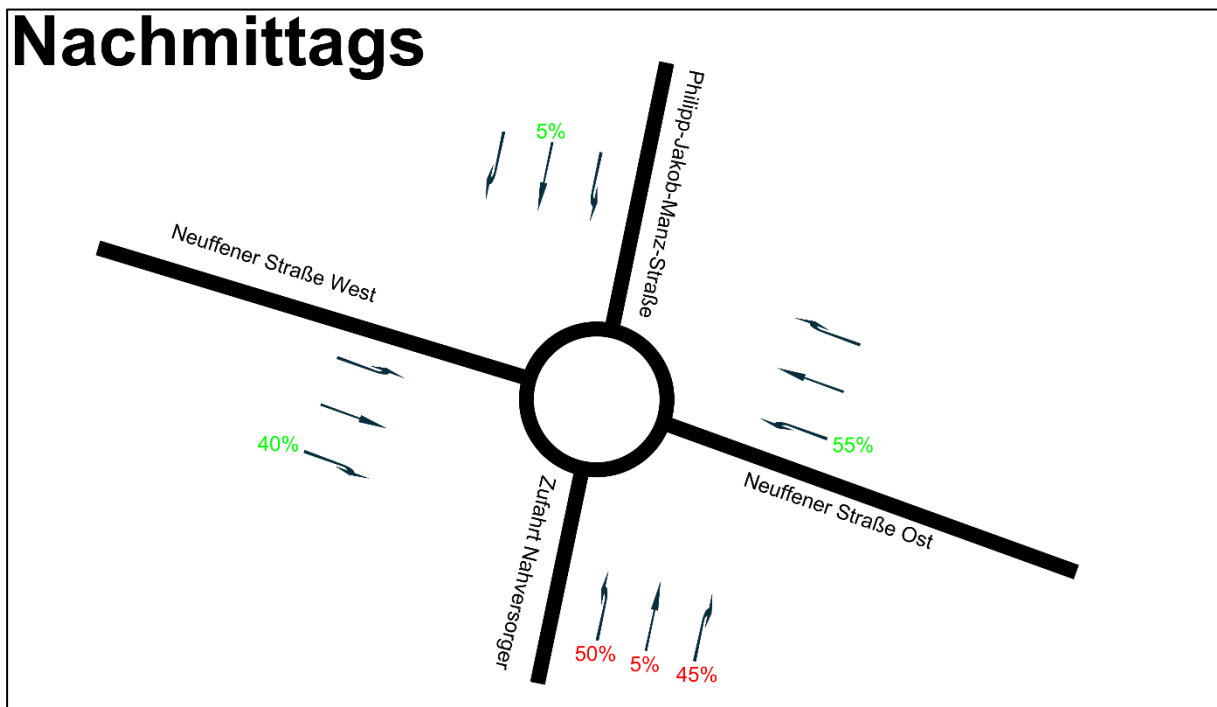 Nachmittags
5%
Philipp-Jakob-Manz-Straße
Neuffener Straße West
40%
55%
Neuffener Straße Ost
Zufahrt Nahversorger
50%
5%
45%